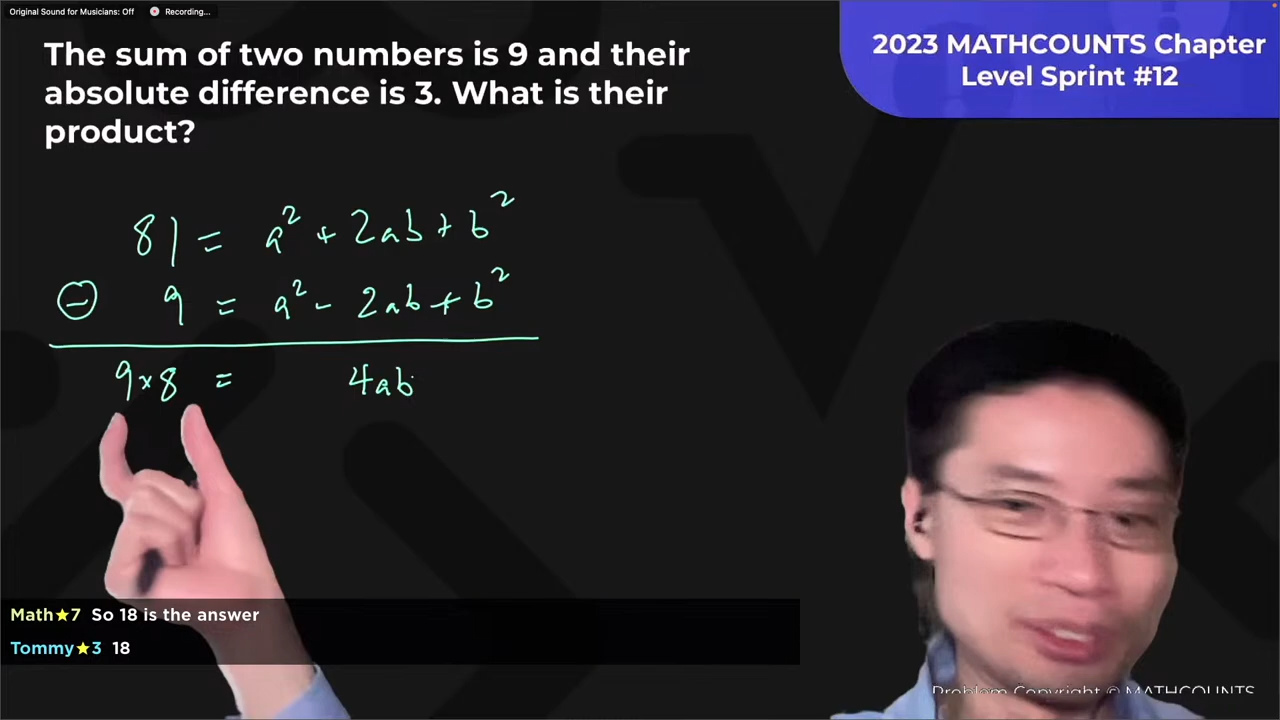 Original Sound for Musicians: Off Recording...
The sum of two numbers is 9 and their
absolute difference is 3. What is their
product?
2023 MATHCOUNTS Chapter
Level Sprint #12
81 = a² + 2ab + b²
⊖ 9 = a² - 2ab + b²
9×8 = 4ab
Math★7 So 18 is the answer
Tommy★3 18
Problem Copyright © MATHCOUNTS